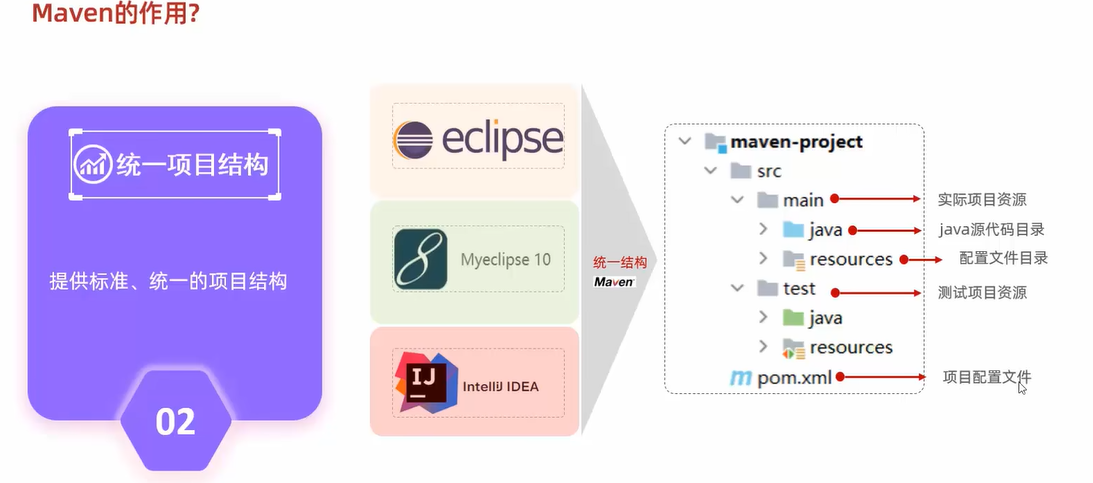 Maven的作用?
统一项目结构
提供标准、统一的项目结构
02
eclipse
Myeclipse 10
IJ
IntelliJ IDEA
统一结构
Maven
maven-project
src
main
实际项目资源
java
java源代码目录
resources
配置文件目录
test
测试项目资源
java
resources
m pom.xml
项目配置文件